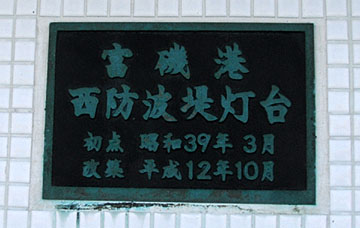 富磯港
西防波堤灯台
初点 昭和39年 3月
改築 平成12年10月